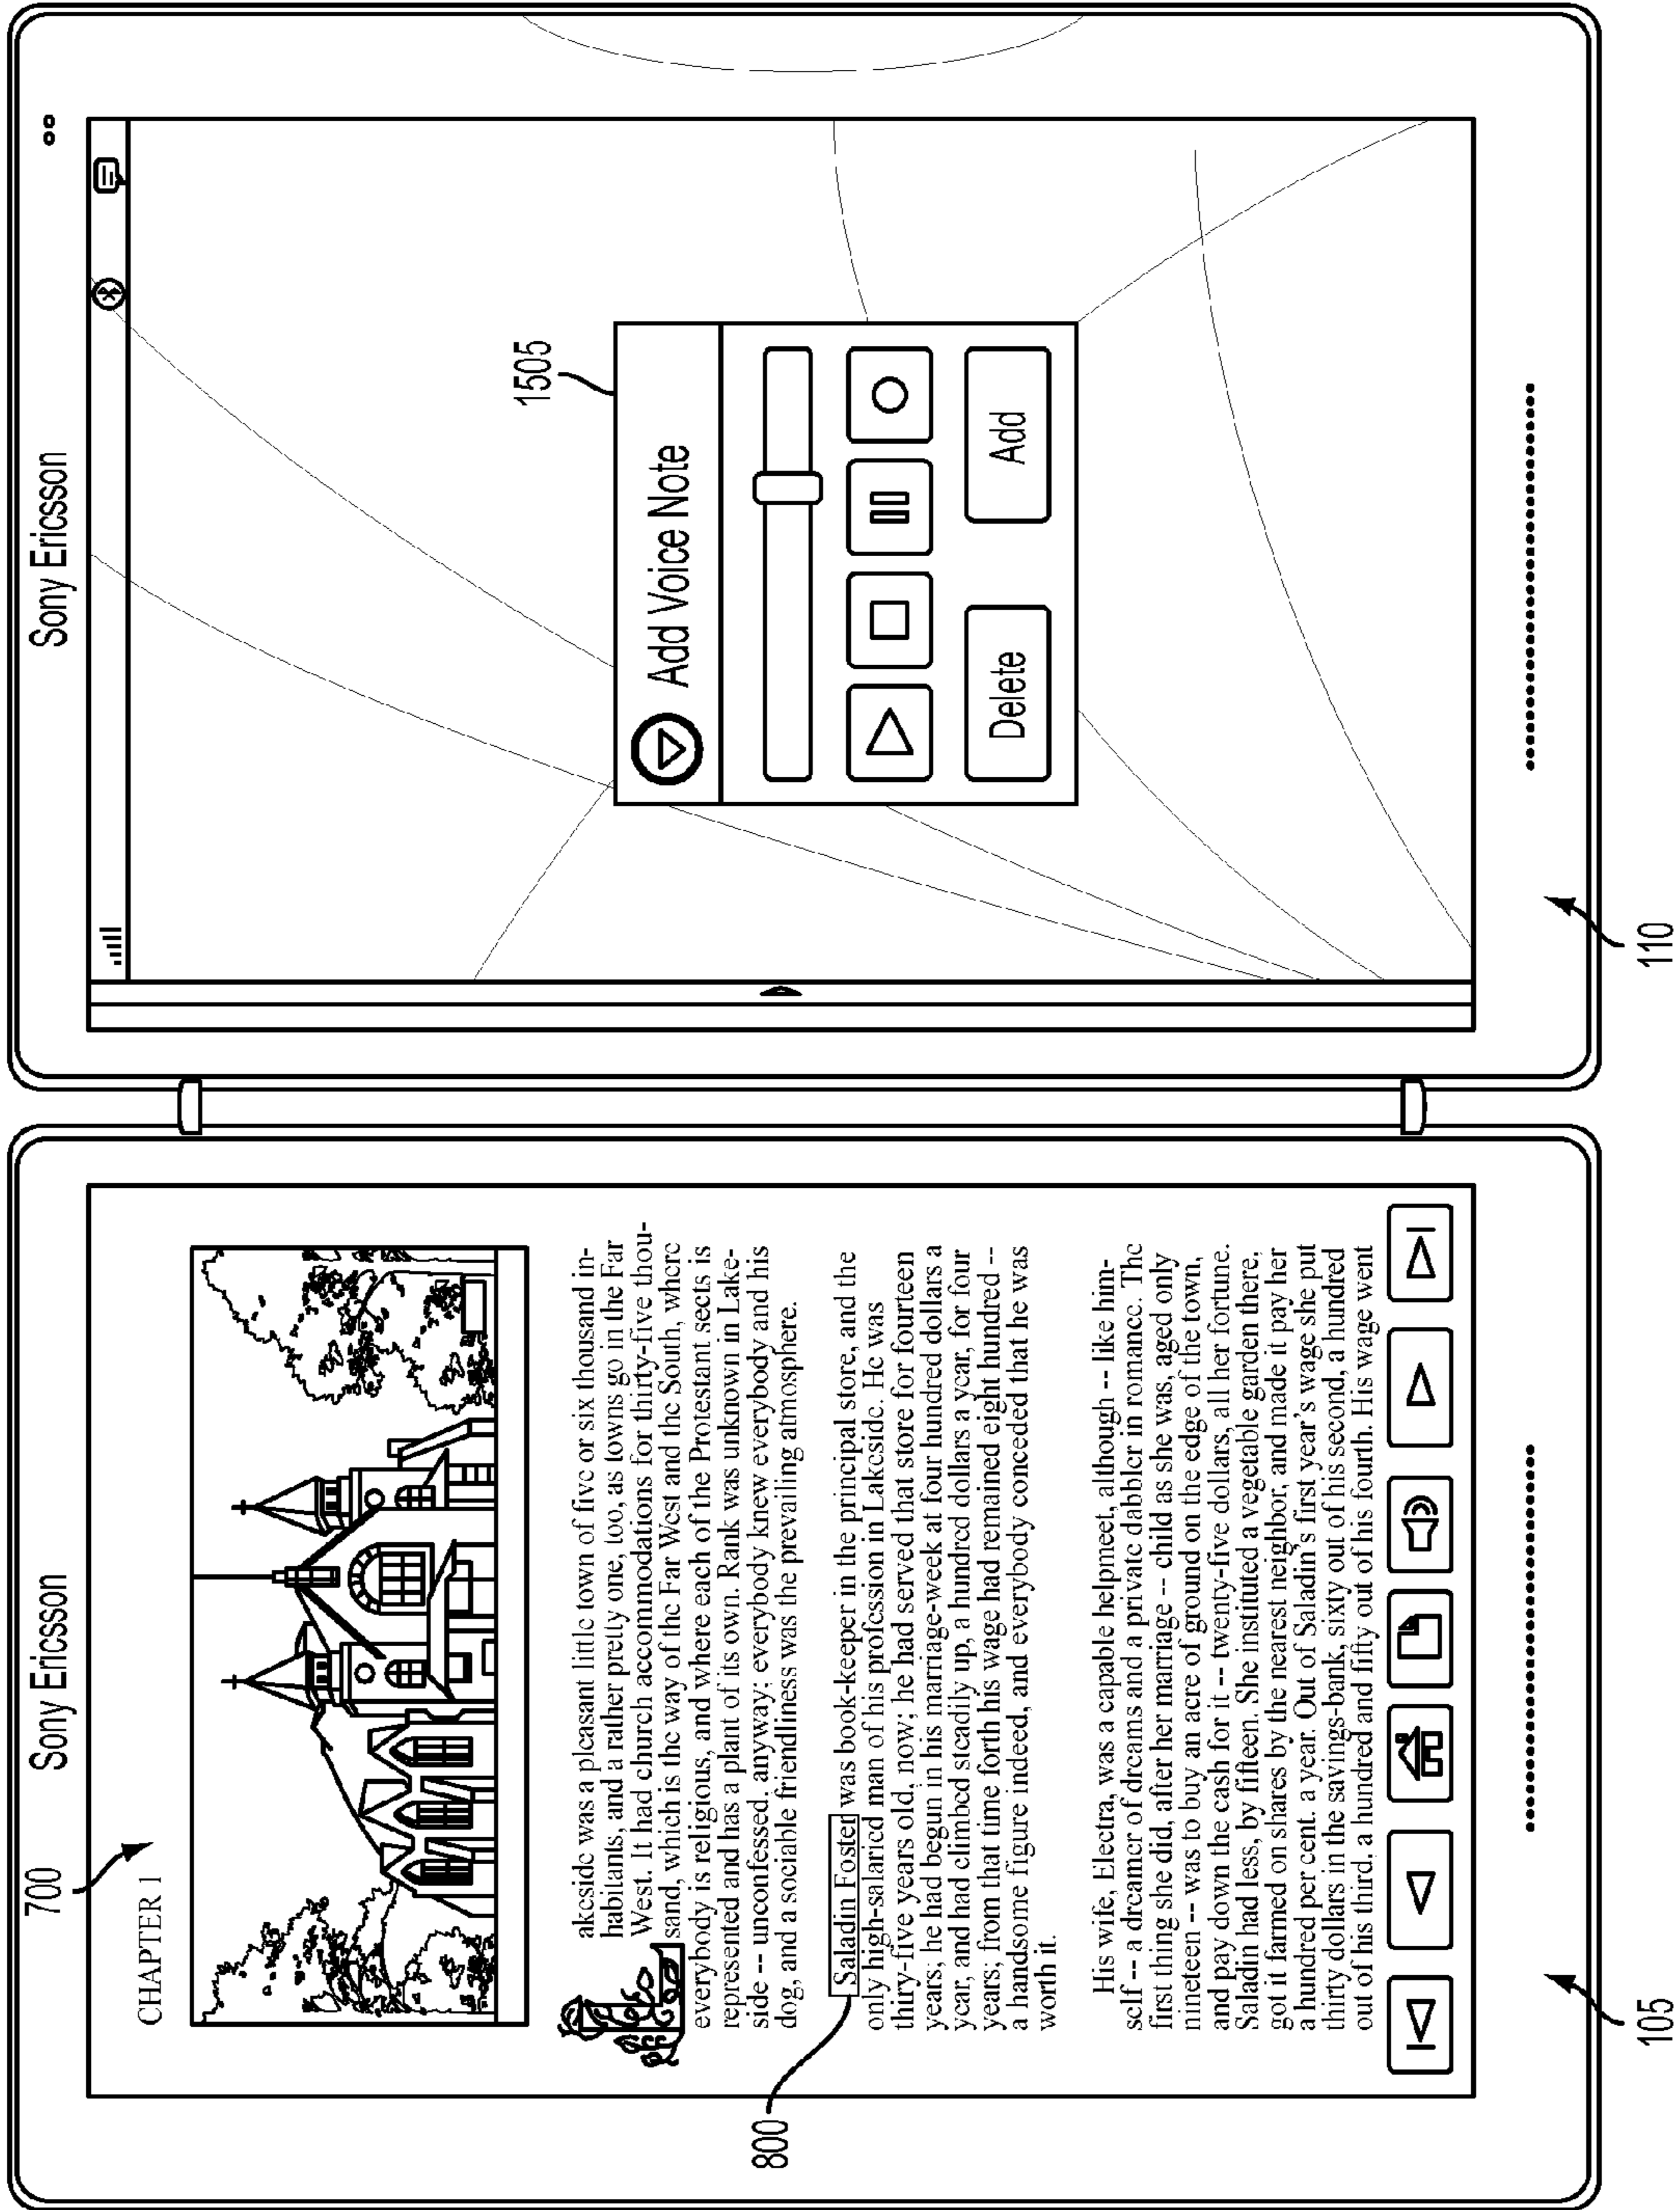 700
Sony Ericsson
CHAPTER 1
akeside was a pleasant little town of five or six thousand in-
habitants, and a rather pretty one, too, as towns go in the Far
West. It had church accommodations for thirty-five thou-
sand, which is the way of the Far West and the South, where
everybody is religious, and where each of the Protestant sects is
represented and has a plant of its own. Rank was unknown in Lake-
side -- unconfessed, anyway; everybody knew everybody and his
dog, and a sociable friendliness was the prevailing atmosphere.
800
Saladin Foster was book-keeper in the principal store, and the
only high-salaried man of his profession in Lakeside. He was
thiry-five years old, now; he had served that store for fourteen
years; he had begun in his marriage-week at four hundred dollars a
year, and had climbed steadily up, a hundred dollars a year, for four
years; from that time forth his wage had remained eight hundred --
a handsome figure indeed, and everybody conceded that he was
worth it.
His wife, Electra, was a capable helpmeet, although -- like him-
self -- a dreamer of dreams and a private dabbler in romance. The
first thing she did, after her marriage -- child as she was, aged only
nineteen -- was to buy an acre of ground on the edge of the town,
and pay down the cash for it -- twenty-five dollars, all her fortune.
Saladin had less, by fifteen. She instituted a vegetable garden there,
got it farmed on shares by the nearest neighbor, and made it pay her
a hundred per cent. a year. Out of Saladin's first year's wage she put
thirty dollars in the savings-bank, sixty out of his second, a hundred
out of his third, a hundred and fifty out of his fourth. His wage went
105
Sony Ericsson
1505
Add Voice Note
Delete
Add
110